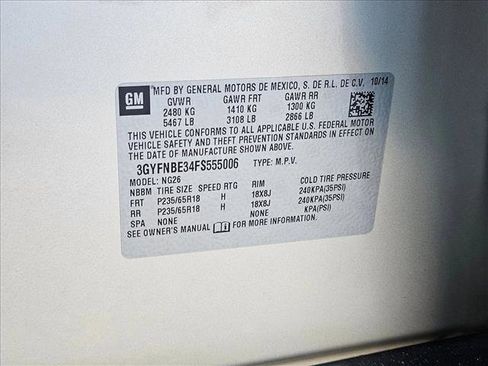 GM
MFD BY GENERAL MOTORS DE MEXICO, S. DE R.L. DE C.V. 10/14
GVWR GAWR FRT GAWR RR
2480 KG 1410 KG 1300 KG
5467 LB 3108 LB 2866 LB
THIS VEHICLE CONFORMS TO ALL APPLICABLE U.S. FEDERAL MOTOR
VEHICLE SAFETY AND THEFT PREVENTION STANDARDS IN EFFECT ON
THE DATE OF MANUFACTURE SHOWN ABOVE.
3GYFNBE34FS555006 TYPE: M.P.V.
MODEL: NG26
NBBM TIRE SIZE SPEED RTG RIM COLD TIRE PRESSURE
FRT P235/65R18 H 18X8J 240KPA(35PSI)
RR P235/65R18 H 18X8J 240KPA(35PSI)
SPA NONE NONE KPA(PSI)
SEE OWNER'S MANUAL FOR MORE INFORMATION.